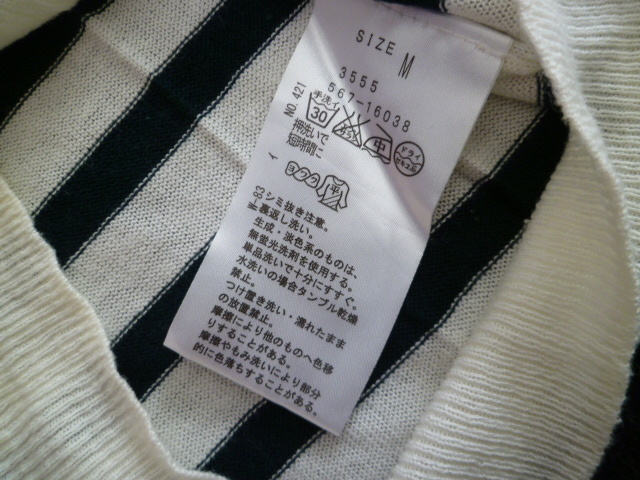 SIZE M
3555
567-16038
NO.421
手洗イ
30
中
ドライ
セキユ系
押洗いで
短時間に
イ
平
83シミ抜き注意。
裏返し洗い。
生成・淡色系のものは、
無蛍光洗剤を使用する。
単品洗いで十分にすすぐ。
水洗いの場合タンブル乾燥
禁止。
つけ置き洗い・濡れたまま
の放置禁止。
摩擦により他のものへ色移
りすることがある。
摩擦やもみ洗いにより部分
的に色落ちすることがある。